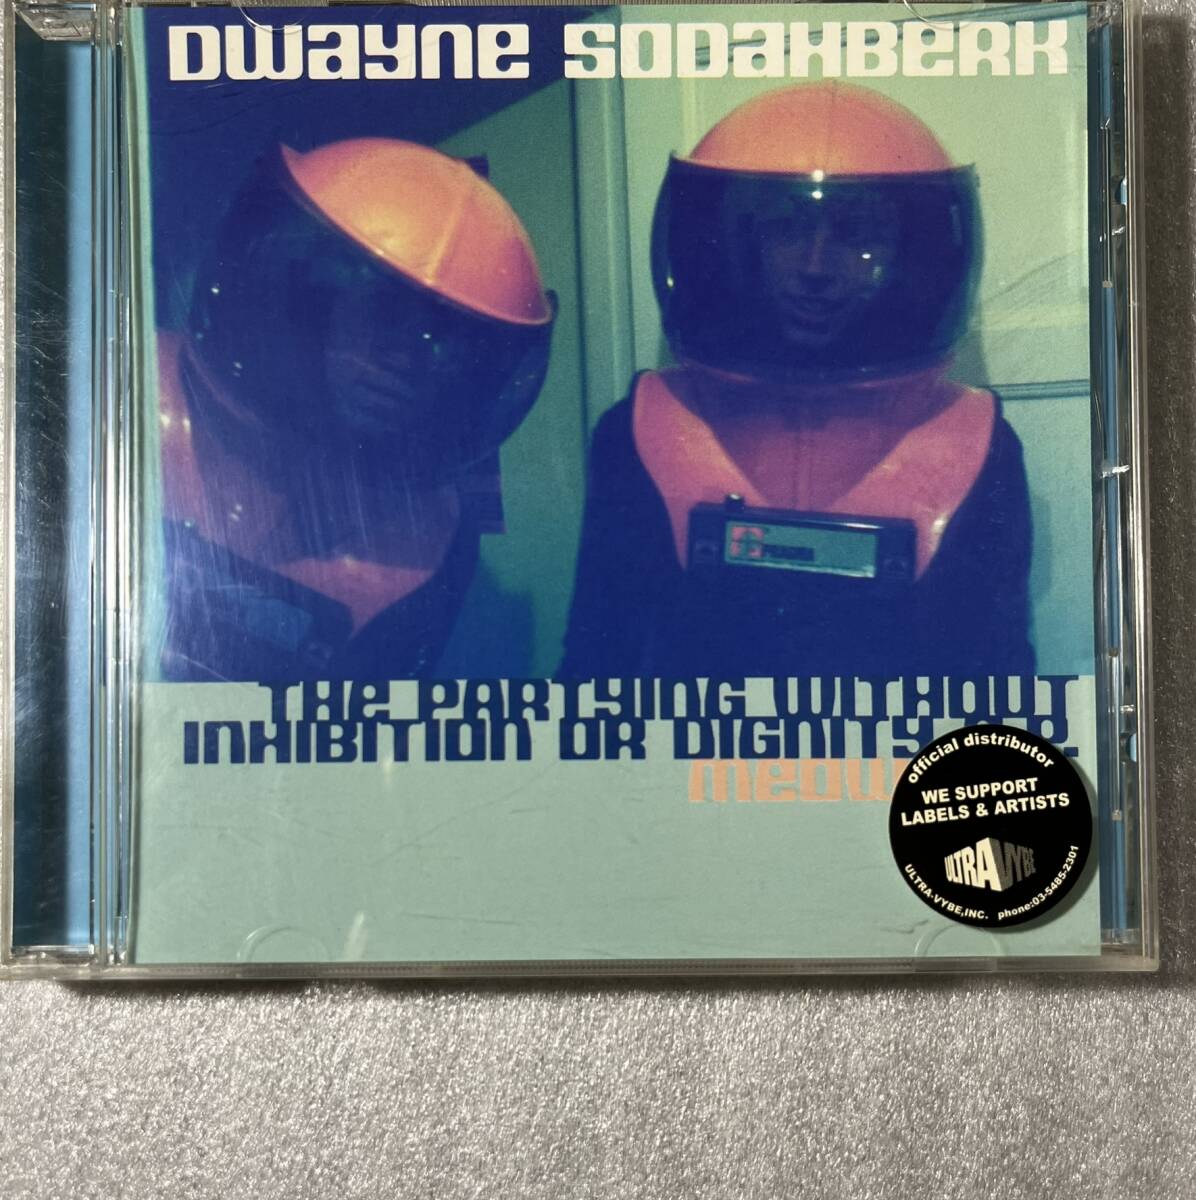 DWAYNE SODAHBERK
THE PARTYING WITHOUT
INHIBITION OR DIGNITY E.P.
official distributor
WE SUPPORT
LABELS & ARTISTS
ULTRA-VYBE
ULTRA-VYBE,INC. phone:03-5485-2301